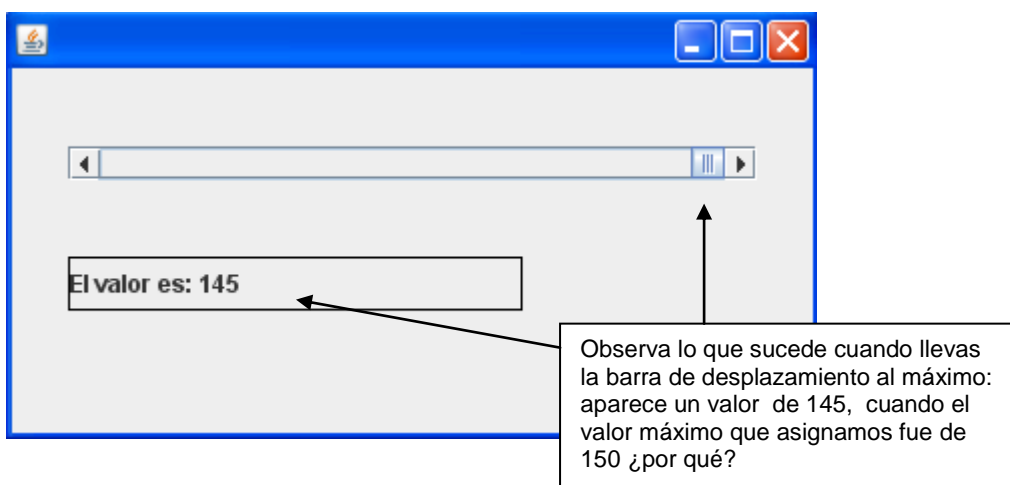 El valor es: 145
Observa lo que sucede cuando llevas
la barra de desplazamiento al máximo:
aparece un valor de 145, cuando el
valor máximo que asignamos fue de
150 ¿por qué?